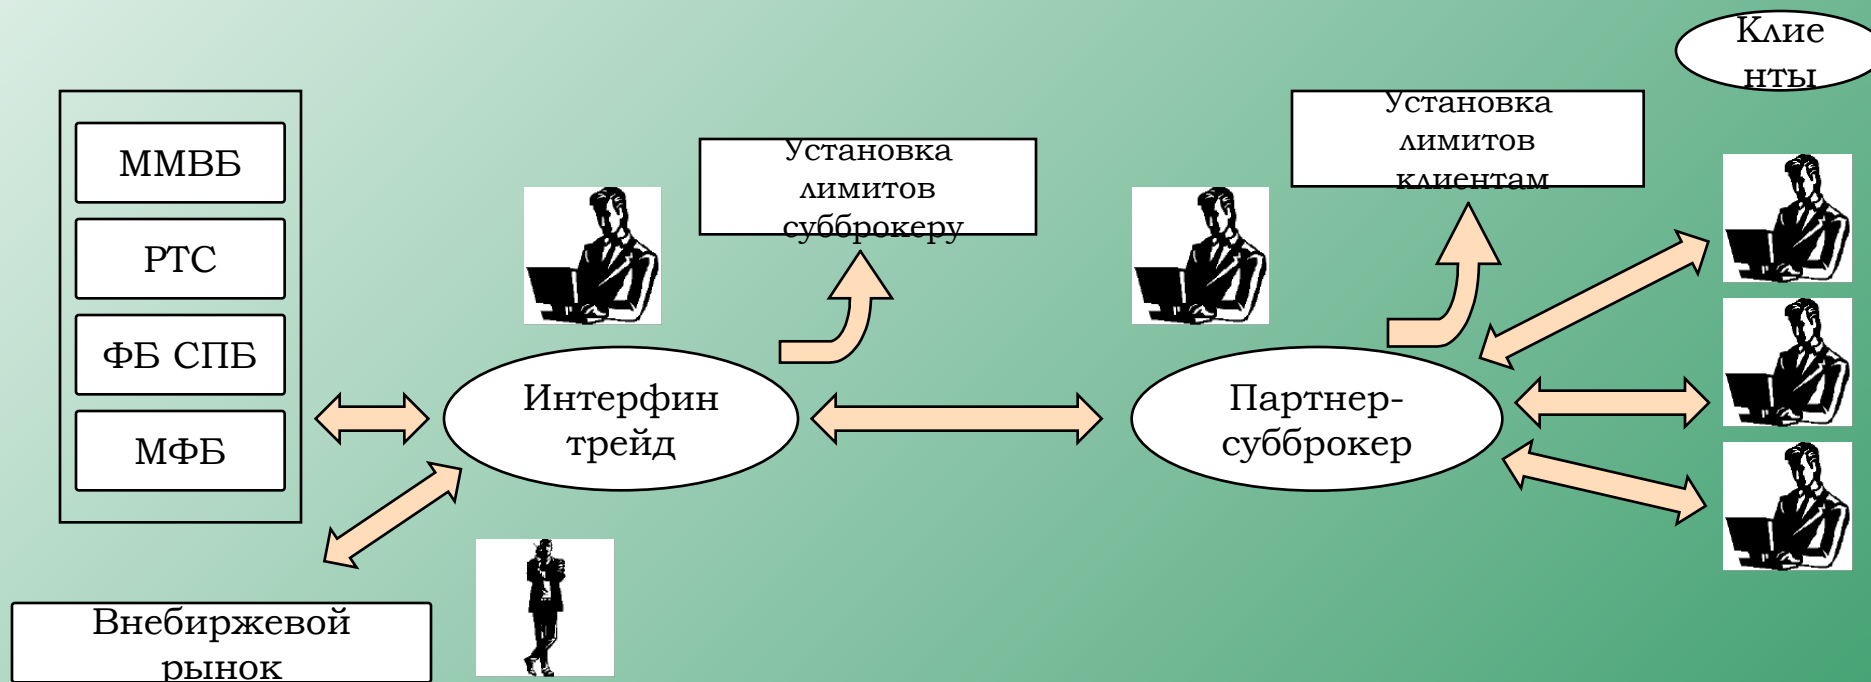 Клие
нты
Установка
лимитов
клиентам
Установка
лимитов
субброкеру
ММВБ
РТС
ФБ СПБ
МФБ
Интерфин
трейд
Партнер-
субброкер
Внебиржевой
рынок